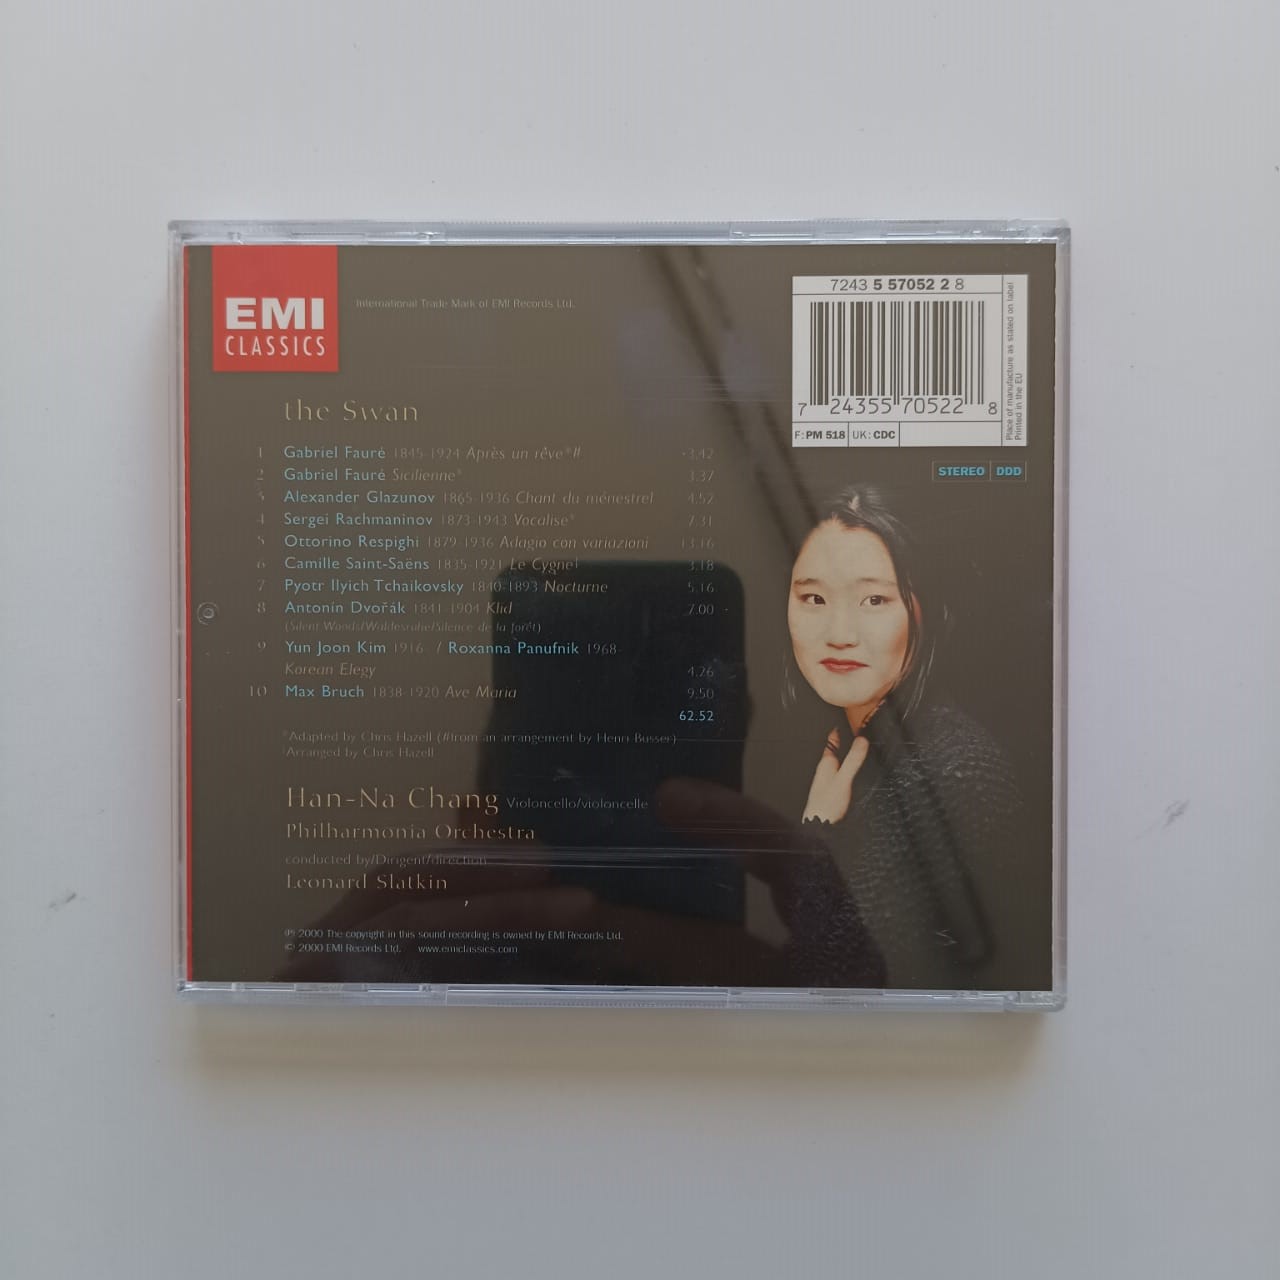 EMI
CLASSICS
International Trade Mark of EMI Records Ltd.
7243 5 57052 2 8
7 24355 70522 8
F: PM 518 UK: CDC
Place of manufacture as stated on label
Printed in the EU
STEREO DDD
the Swan
1 Gabriel Fauré 1845-1924 Après un rêve*# 3.42
2 Gabriel Fauré Sicilienne* 3.37
3 Alexander Glazunov 1865-1936 Chant du ménestrel 4.52
4 Sergei Rachmaninov 1873-1943 Vocalise* 7.31
5 Ottorino Respighi 1879-1936 Adagio con variazioni 13.16
6 Camille Saint-Saëns 1835-1921 Le Cygne† 3.18
7 Pyotr Ilyich Tchaikovsky 1840-1893 Nocturne 5.16
8 Antonín Dvořák 1841-1904 Klid 7.00
(Silent Woods/Waldesruhe/Silence de la forêt)
9 Yun Joon Kim 1916- / Roxanna Panufnik 1968-
Korean Elegy 4.26
10 Max Bruch 1838-1920 Ave Maria 9.50
62.52
*Adapted by Chris Hazell (#from an arrangement by Henri Busser)
†Arranged by Chris Hazell
Han-Na Chang Violoncello/violoncelle
Philharmonia Orchestra
conducted by/Dirigent/direction
Leonard Slatkin
℗ 2000 The copyright in this sound recording is owned by EMI Records Ltd.
© 2000 EMI Records Ltd. www.emiclassics.com